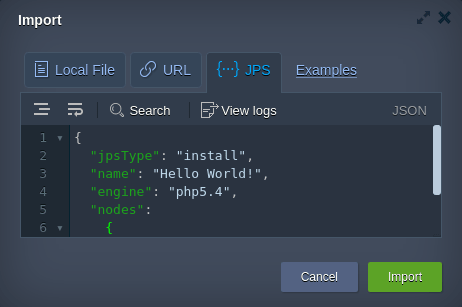 Import
Local File URL {...} JPS Examples
Search View logs JSON
1 {
2 "jpsType": "install",
3 "name": "Hello World!",
4 "engine": "php5.4",
5 "nodes":
6 {
Cancel Import